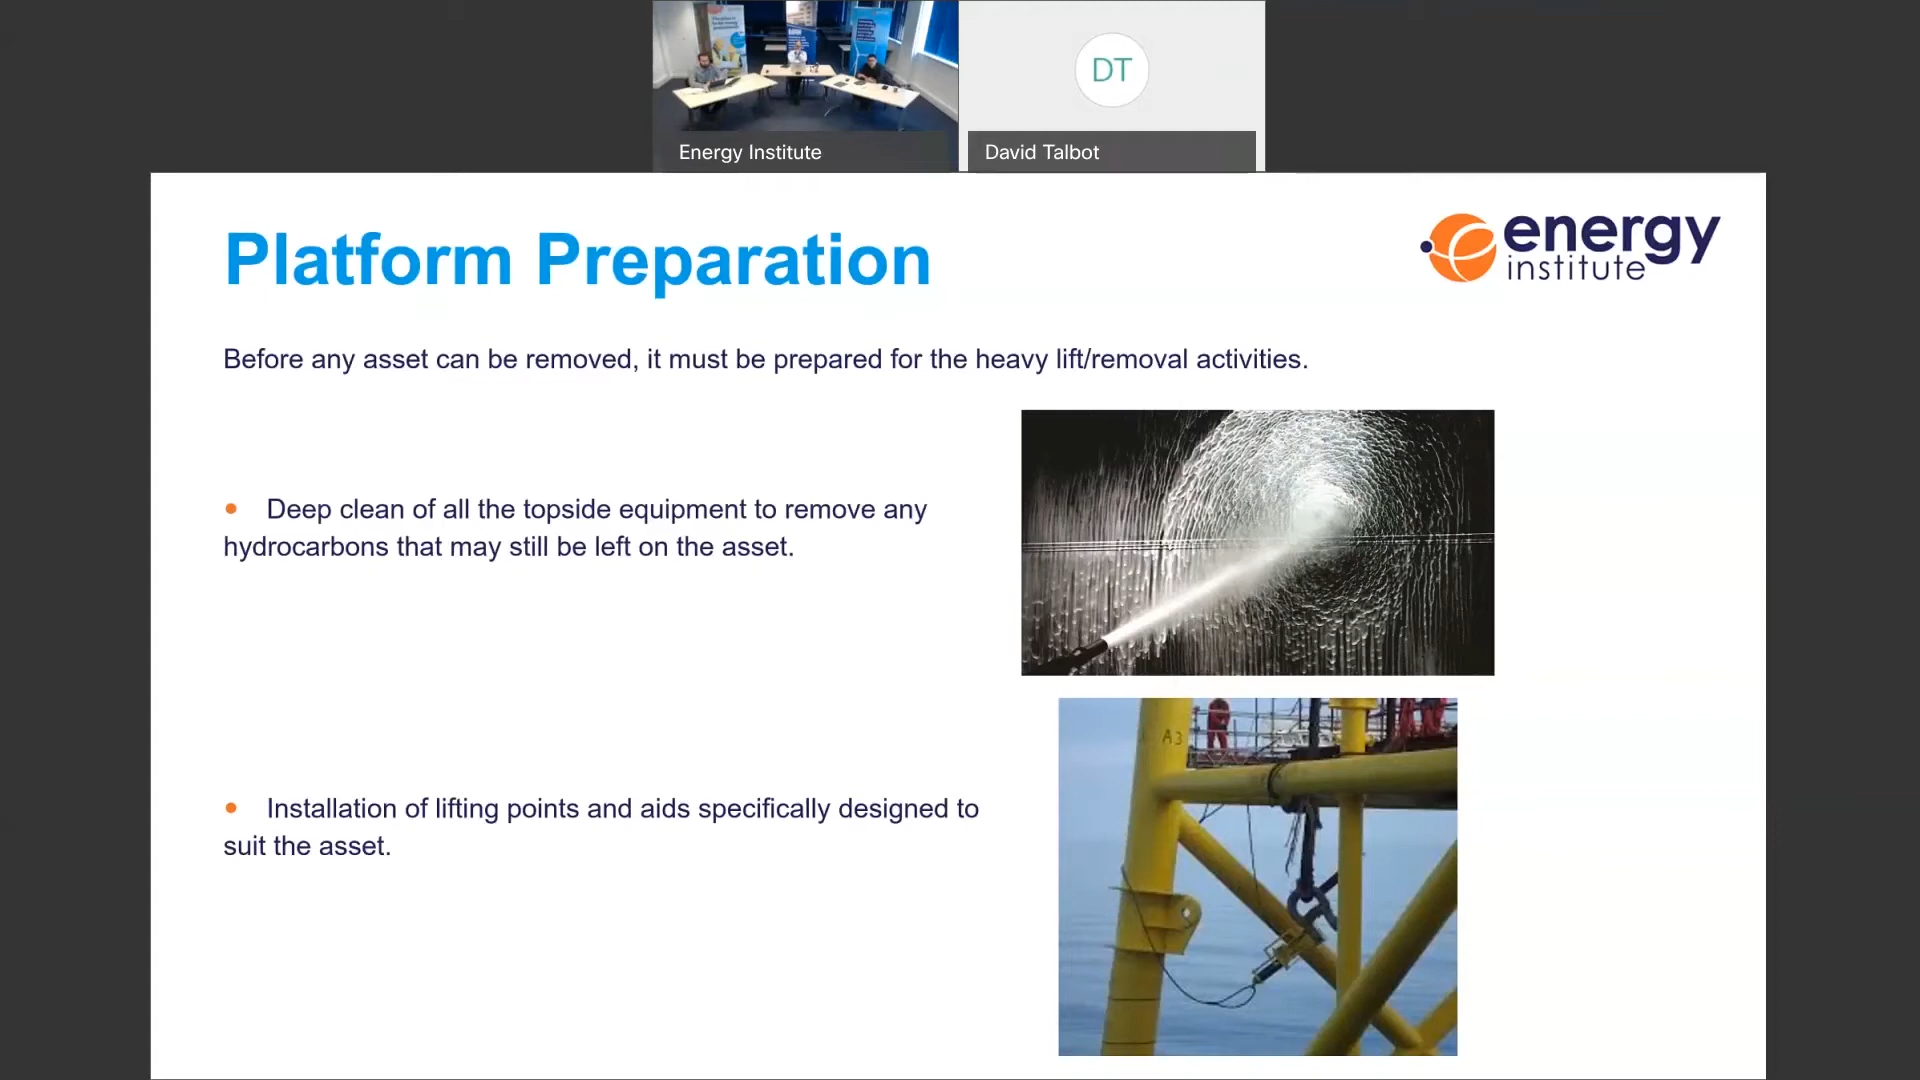 DT
Energy Institute
David Talbot
Platform Preparation
energy
institute
Before any asset can be removed, it must be prepared for the heavy lift/removal activities.
• Deep clean of all the topside equipment to remove any
hydrocarbons that may still be left on the asset.
A3
• Installation of lifting points and aids specifically designed to
suit the asset.